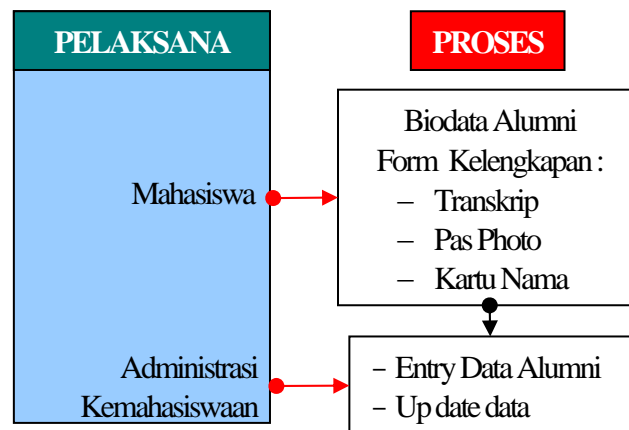 PELAKSANA
PROSES
Mahasiswa
Biodata Alumni
Form Kelengkapan :
– Transkrip
– Pas Photo
– Kartu Nama
Administrasi
Kemahasiswaan
- Entry Data Alumni
- Up date data